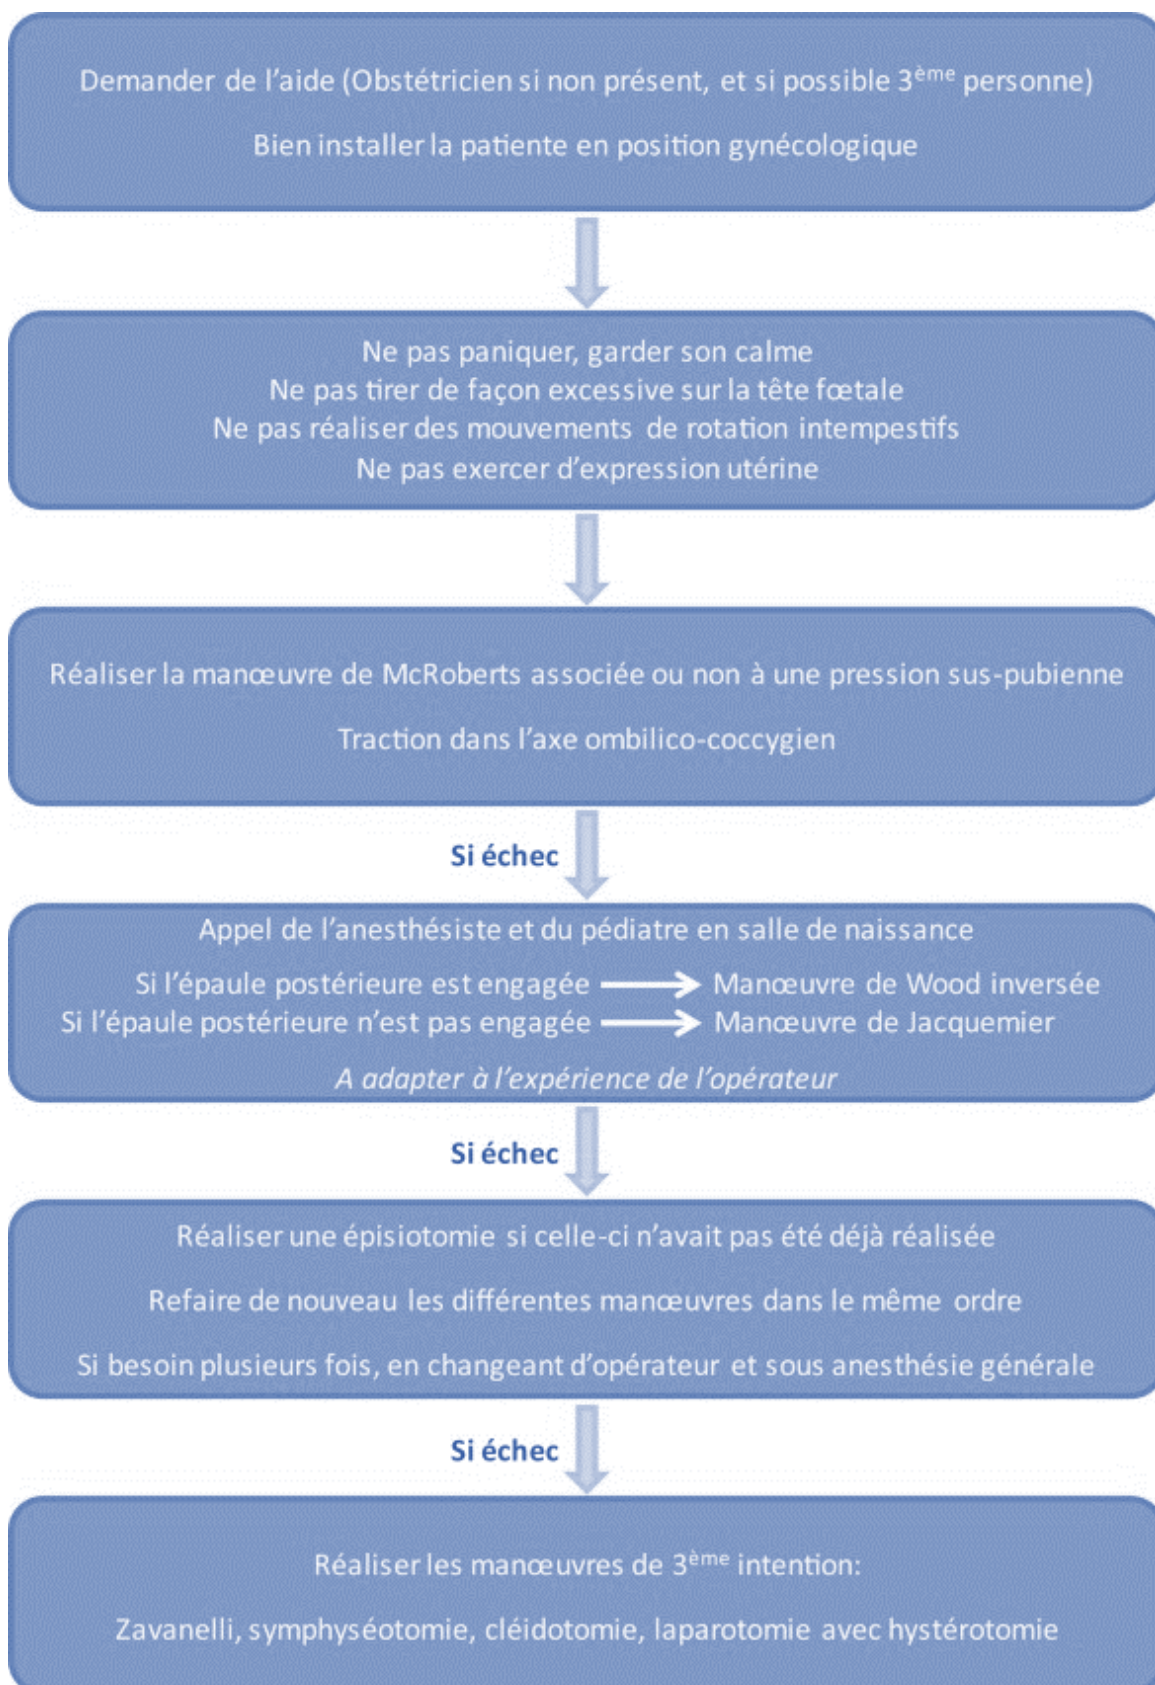 Demander de l’aide (Obstétricien si non présent, et si possible 3ème personne)
Bien installer la patiente en position gynécologique
Ne pas paniquer, garder son calme
Ne pas tirer de façon excessive sur la tête fœtale
Ne pas réaliser des mouvements de rotation intempestifs
Ne pas exercer d’expression utérine
Réaliser la manœuvre de McRoberts associée ou non à une pression sus-pubienne
Traction dans l’axe ombilico-coccygien
Si échec
Appel de l’anesthésiste et du pédiatre en salle de naissance
Si l’épaule postérieure est engagée → Manœuvre de Wood inversée
Si l’épaule postérieure n’est pas engagée → Manœuvre de Jacquemier
A adapter à l’expérience de l’opérateur
Si échec
Réaliser une épisiotomie si celle-ci n’avait pas été déjà réalisée
Refaire de nouveau les différentes manœuvres dans le même ordre
Si besoin plusieurs fois, en changeant d’opérateur et sous anesthésie générale
Si échec
Réaliser les manœuvres de 3ème intention:
Zavanelli, symphyséotomie, cléidotomie, laparotomie avec hystérotomie